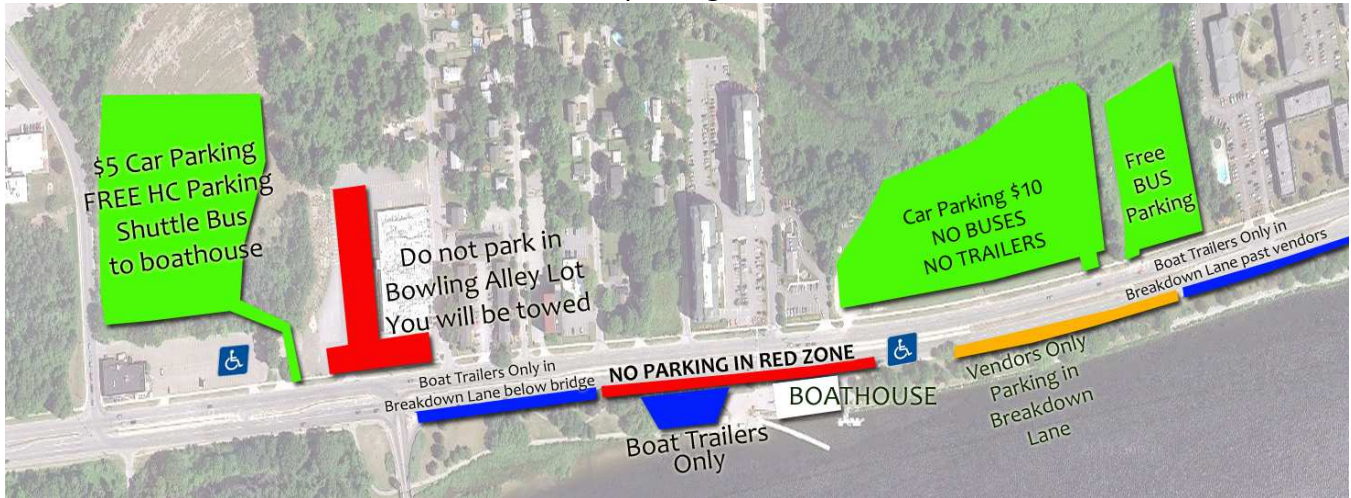 $5 Car Parking
FREE HC Parking
Shuttle Bus
to boathouse
Do not park in
Bowling Alley Lot
You will be towed
Car Parking $10
NO BUSES
NO TRAILERS
Free
BUS
Parking
Boat Trailers Only in
Breakdown Lane past vendors
Boat Trailers Only in
Breakdown Lane below bridge
NO PARKING IN RED ZONE
BOATHOUSE
Boat Trailers
Only
Vendors Only
Parking in
Breakdown
Lane